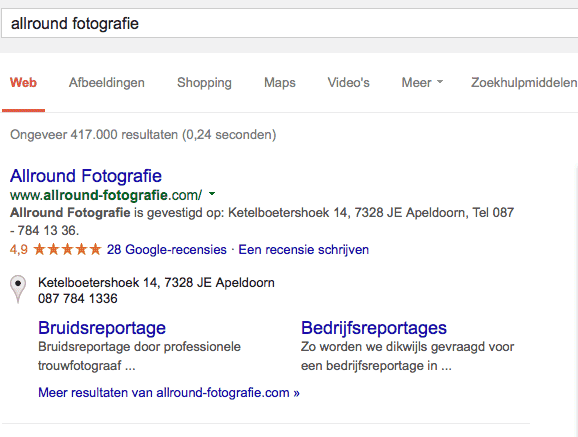 allround fotografie
Web Afbeeldingen Shopping Maps Video's Meer Zoekhulpmiddelen
Ongeveer 417.000 resultaten (0,24 seconden)
Allround Fotografie
www.allround-fotografie.com/
Allround Fotografie is gevestigd op: Ketelboetershoek 14, 7328 JE Apeldoorn, Tel 087
- 784 13 36.
4,9 28 Google-recensies · Een recensie schrijven
Ketelboetershoek 14, 7328 JE Apeldoorn
087 784 1336
Bruidsreportage
Bruidsreportage door professionele
trouwfotograaf ...
Bedrijfsreportages
Zo worden we dikwijls gevraagd voor
een bedrijfsreportage in ...
Meer resultaten van allround-fotografie.com »